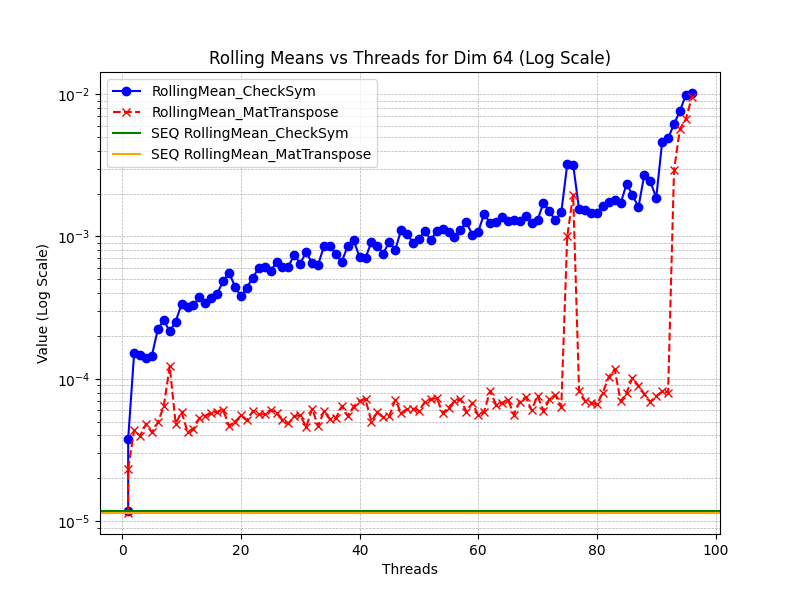 Rolling Means vs Threads for Dim 64 (Log Scale)
RollingMean_CheckSym
RollingMean_MatTranspose
SEQ RollingMean_CheckSym
SEQ RollingMean_MatTranspose
Value (Log Scale)
10⁻²
10⁻³
10⁻⁴
10⁻⁵
0 20 40 60 80 100
Threads